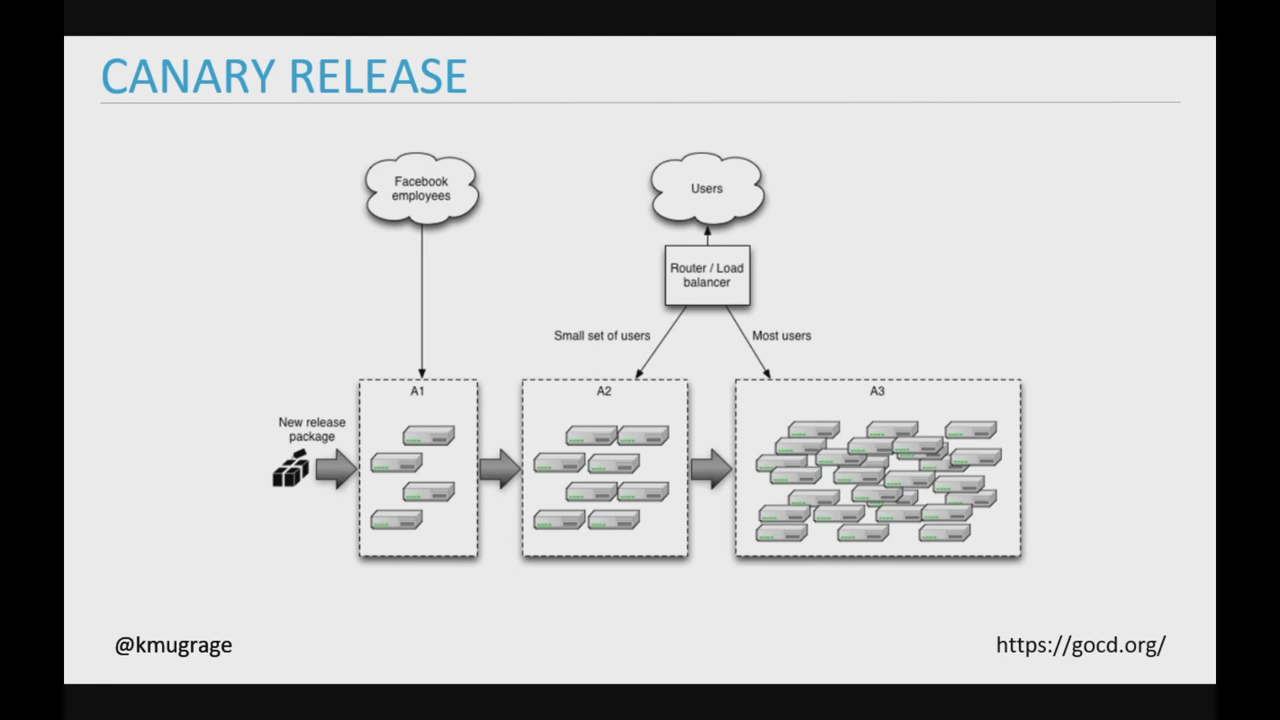 CANARY RELEASE
Facebook
employees
Users
Router / Load
balancer
Small set of users
Most users
A1
A2
A3
New release
package
@kmugrage
https://gocd.org/